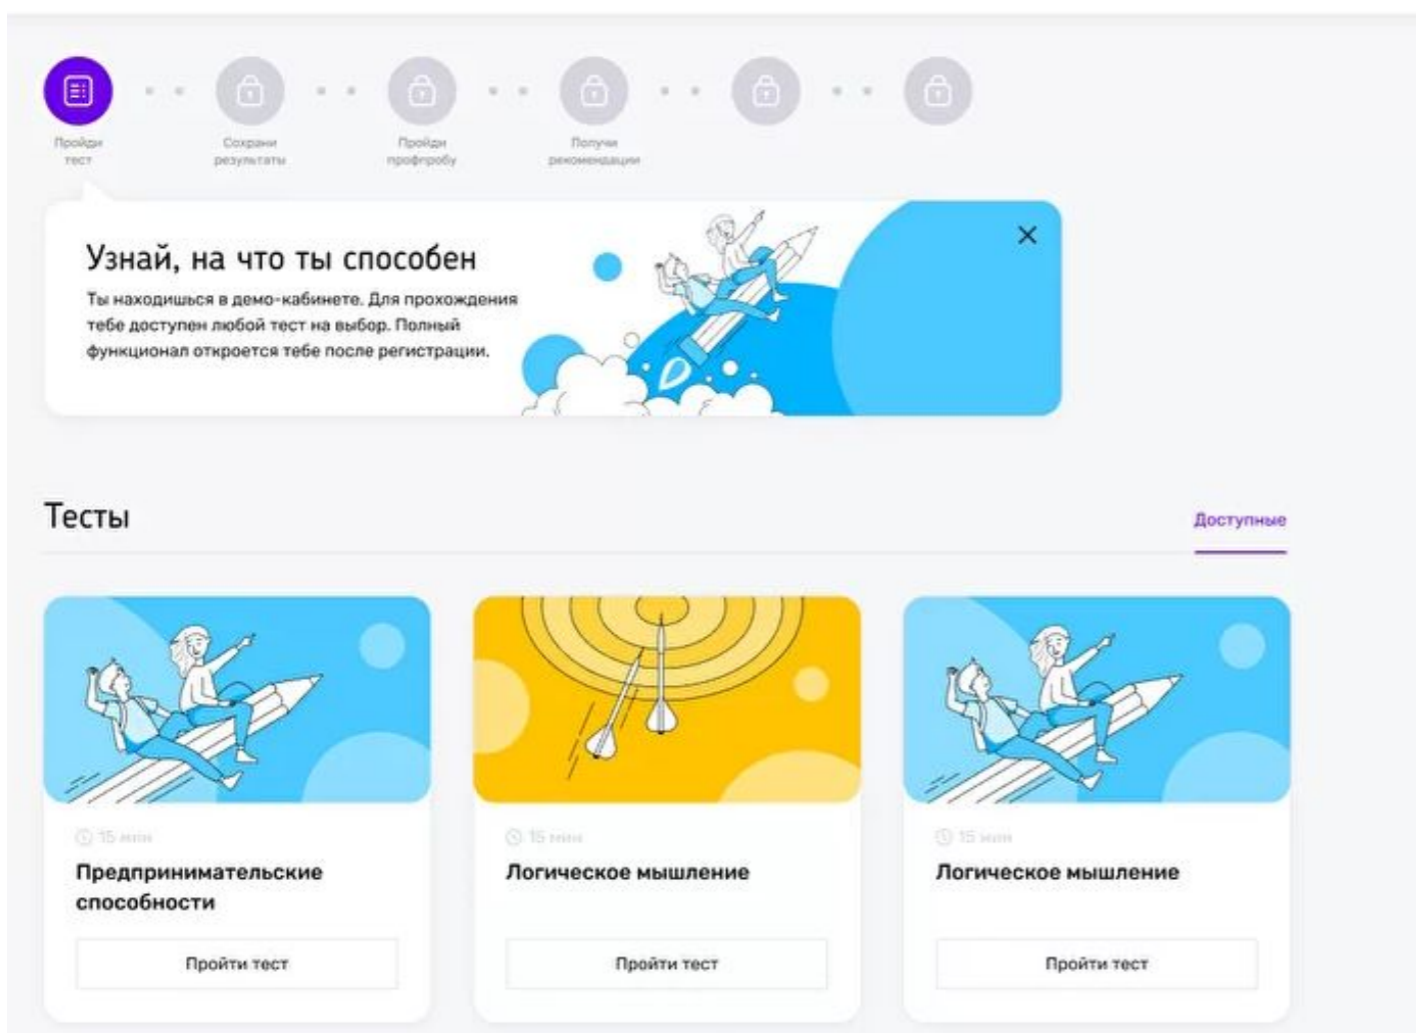 Пройди
тест
Сохрани
результаты
Пройди
профпробу
Получи
рекомендации
Узнай, на что ты способен
Ты находишься в демо-кабинете. Для прохождения
тебе доступен любой тест на выбор. Полный
функционал откроется тебе после регистрации.
Тесты
Доступные
15 мин
Предпринимательские
способности
Пройти тест
15 мин
Логическое мышление
Пройти тест
15 мин
Логическое мышление
Пройти тест